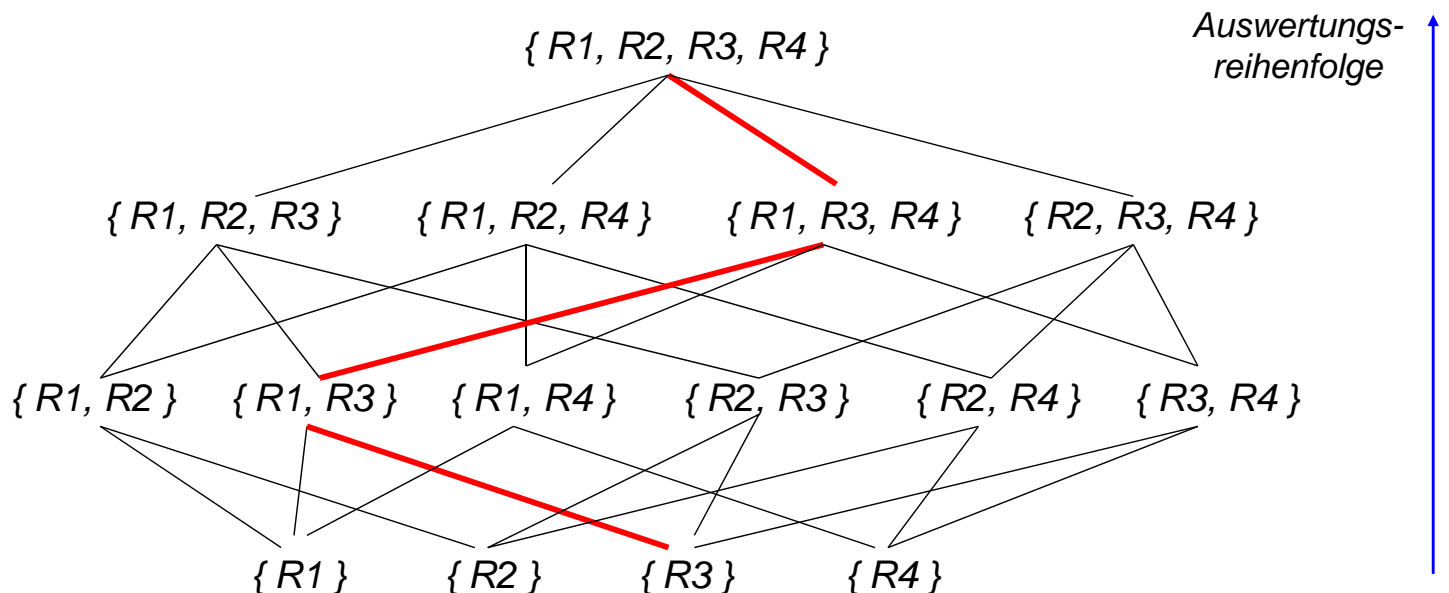 { R1, R2, R3, R4 }
Auswertungs-
reihenfolge
{ R1, R2, R3 } { R1, R2, R4 } { R1, R3, R4 } { R2, R3, R4 }
{ R1, R2 } { R1, R3 } { R1, R4 } { R2, R3 } { R2, R4 } { R3, R4 }
{ R1 } { R2 } { R3 } { R4 }